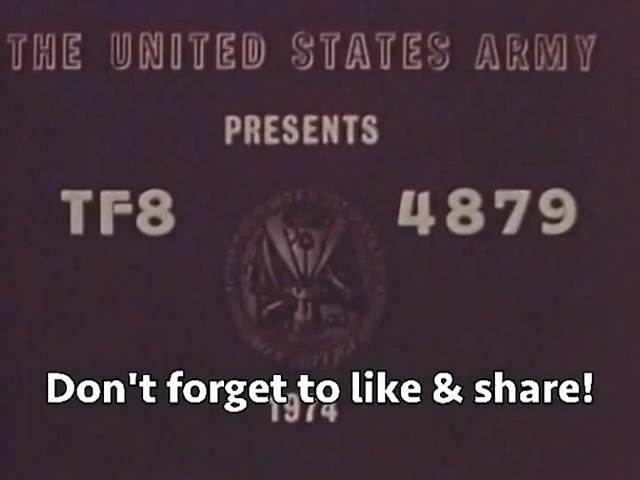 THE UNITED STATES ARMY
PRESENTS
TF8 4879
Don't forget to like & share!
1974